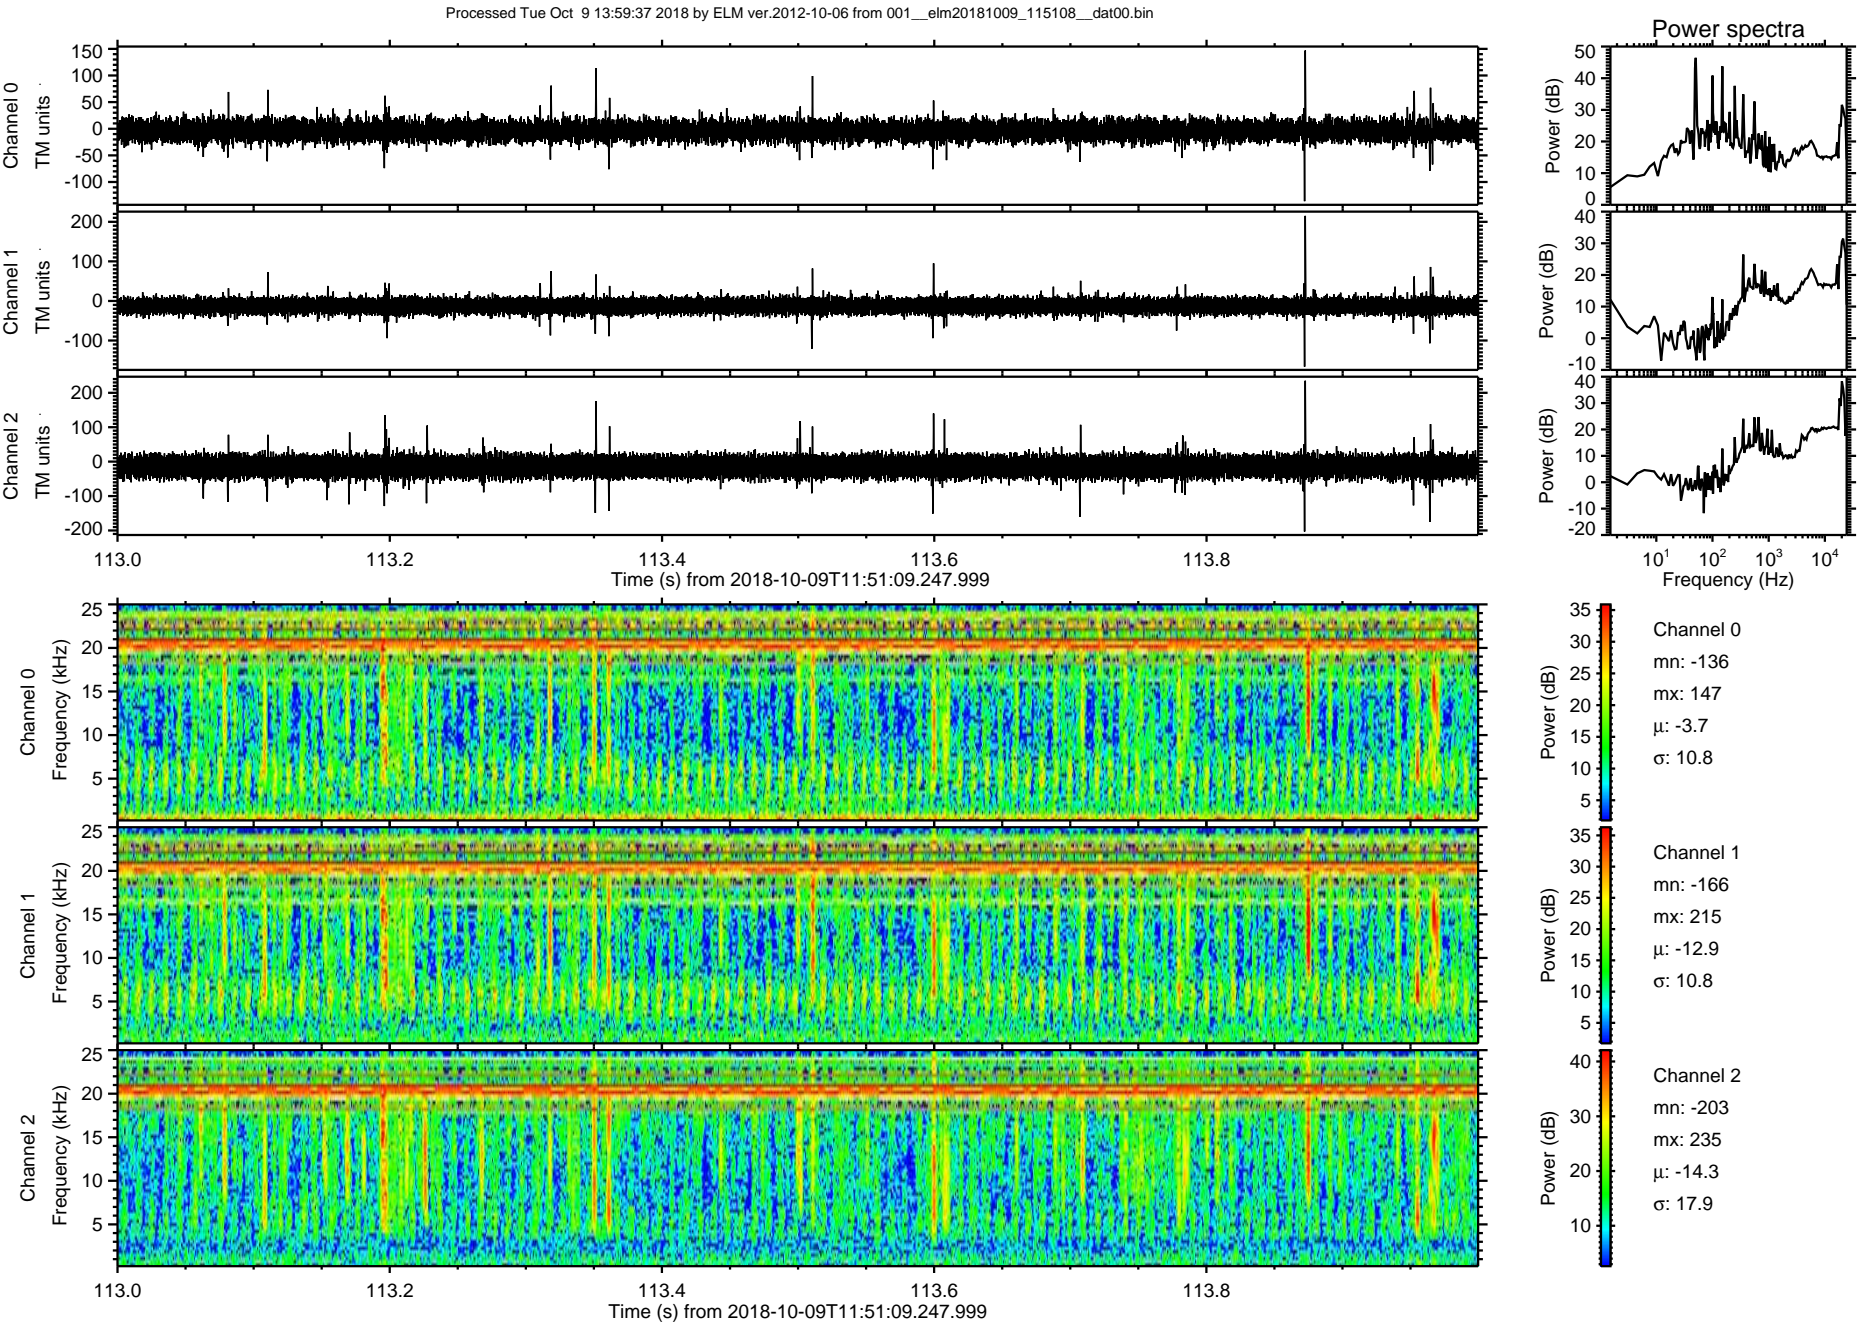 Processed Tue Oct  9 13:59:37 2018 by ELM ver.2012-10-06 from 001__elm20181009_115108__dat00.bin
Power spectra
Channel 0
TM units
150
100
50
0
-50
-100
Power (dB)
50
40
30
20
10
0
Channel 1
TM units
200
100
0
-100
Power (dB)
40
30
20
10
0
-10
Channel 2
TM units
200
100
0
-100
-200
Power (dB)
40
30
20
10
0
-10
-20
113.0 113.2 113.4 113.6 113.8
Time (s) from 2018-10-09T11:51:09.247.999
10^1 10^2 10^3 10^4
Frequency (Hz)
Channel 0
Frequency (kHz)
25
20
15
10
5
Power (dB)
35
30
25
20
15
10
5
Channel 0
mn: -136
mx: 147
μ: -3.7
σ: 10.8
Channel 1
Frequency (kHz)
25
20
15
10
5
Power (dB)
35
30
25
20
15
10
5
Channel 1
mn: -166
mx: 215
μ: -12.9
σ: 10.8
Channel 2
Frequency (kHz)
25
20
15
10
5
Power (dB)
40
30
20
10
Channel 2
mn: -203
mx: 235
μ: -14.3
σ: 17.9
113.0 113.2 113.4 113.6 113.8
Time (s) from 2018-10-09T11:51:09.247.999